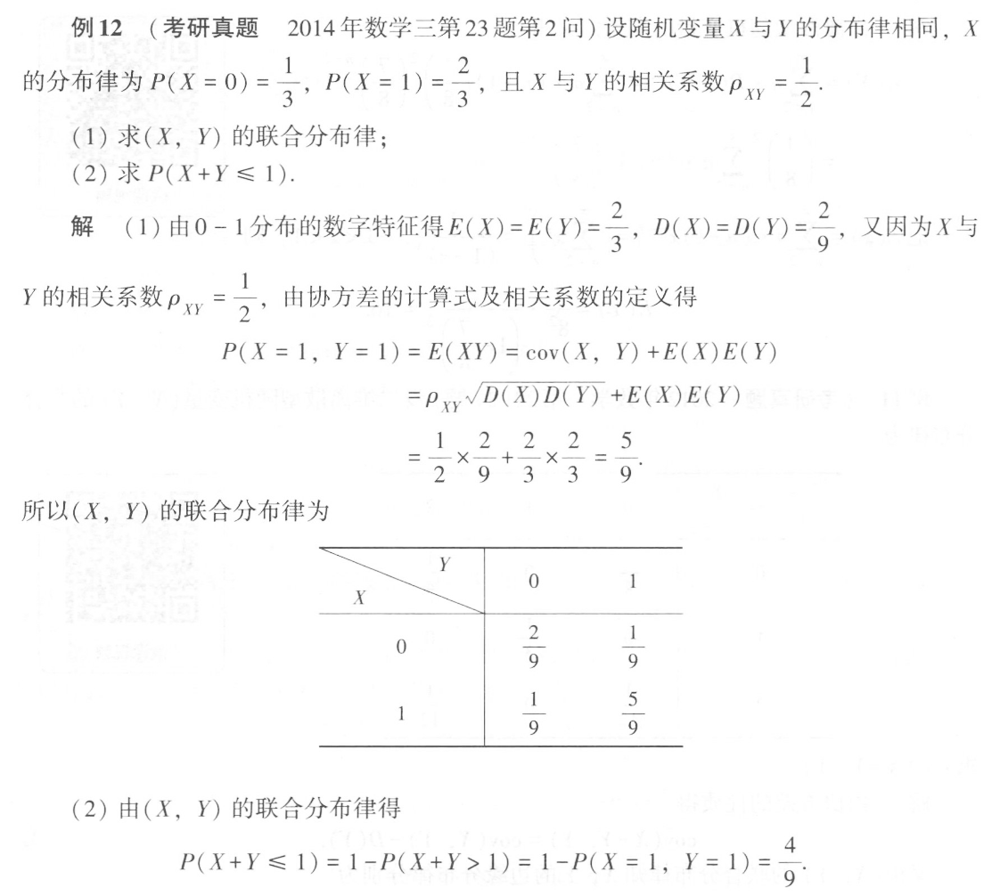 例12 （考研真题 2014年数学三第23题第2问）设随机变量X与Y的分布律相同，X
的分布律为P(X=0)=1/3，P(X=1)=2/3，且X与Y的相关系数ρ_XY=1/2.
(1) 求(X，Y)的联合分布律；
(2) 求P(X+Y≤1).
解 (1) 由0-1分布的数字特征得E(X)=E(Y)=2/3，D(X)=D(Y)=2/9，又因为X与
Y的相关系数ρ_XY=1/2，由协方差的计算式及相关系数的定义得
P(X=1，Y=1)=E(XY)=cov(X，Y)+E(X)E(Y)
=ρ_XY√D(X)D(Y)+E(X)E(Y)
=1/2×2/9+2/3×2/3=5/9.
所以(X，Y)的联合分布律为
Y
X 0 1
0 2/9 1/9
1 1/9 5/9
(2) 由(X，Y)的联合分布律得
P(X+Y≤1)=1-P(X+Y>1)=1-P(X=1，Y=1)=4/9.